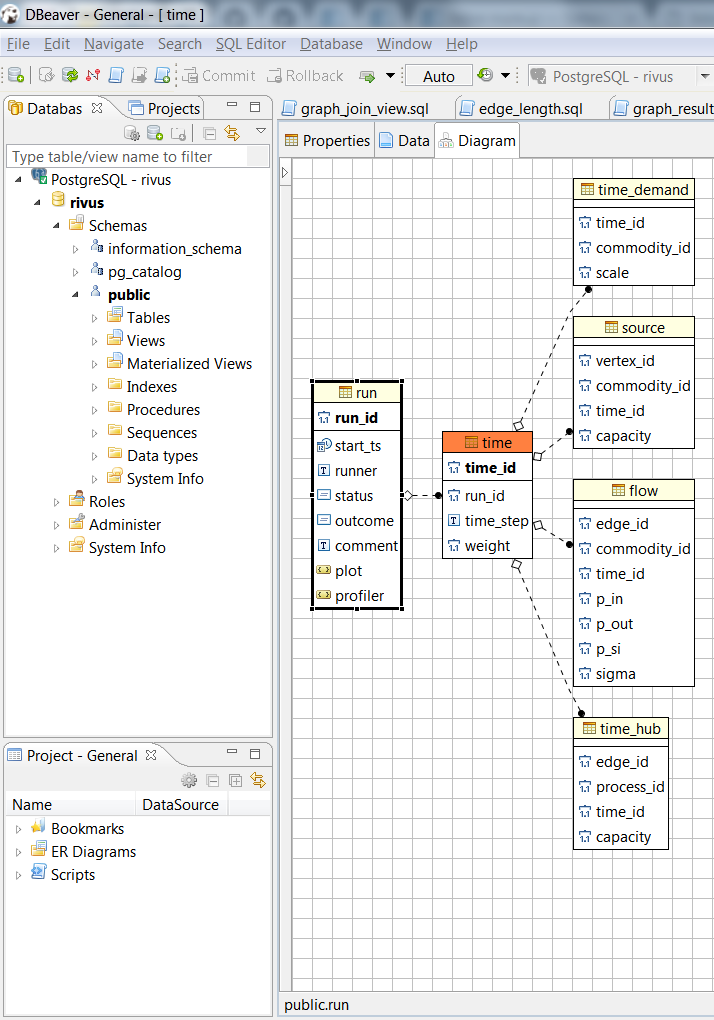 DBeaver - General - [ time ]
File Edit Navigate Search SQL Editor Database Window Help
Commit Rollback Auto PostgreSQL - rivus
Databas Projects
Type table/view name to filter
PostgreSQL - rivus
rivus
Schemas
information_schema
pg_catalog
public
Tables
Views
Materialized Views
Indexes
Procedures
Sequences
Data types
System Info
Roles
Administer
System Info
Project - General
Name DataSource
Bookmarks
ER Diagrams
Scripts
graph_join_view.sql edge_length.sql graph_result
Properties Data Diagram
run
run_id
start_ts
runner
status
outcome
comment
plot
profiler
time
time_id
run_id
time_step
weight
time_demand
time_id
commodity_id
scale
source
vertex_id
commodity_id
time_id
capacity
flow
edge_id
commodity_id
time_id
p_in
p_out
p_si
sigma
time_hub
edge_id
process_id
time_id
capacity
public.run